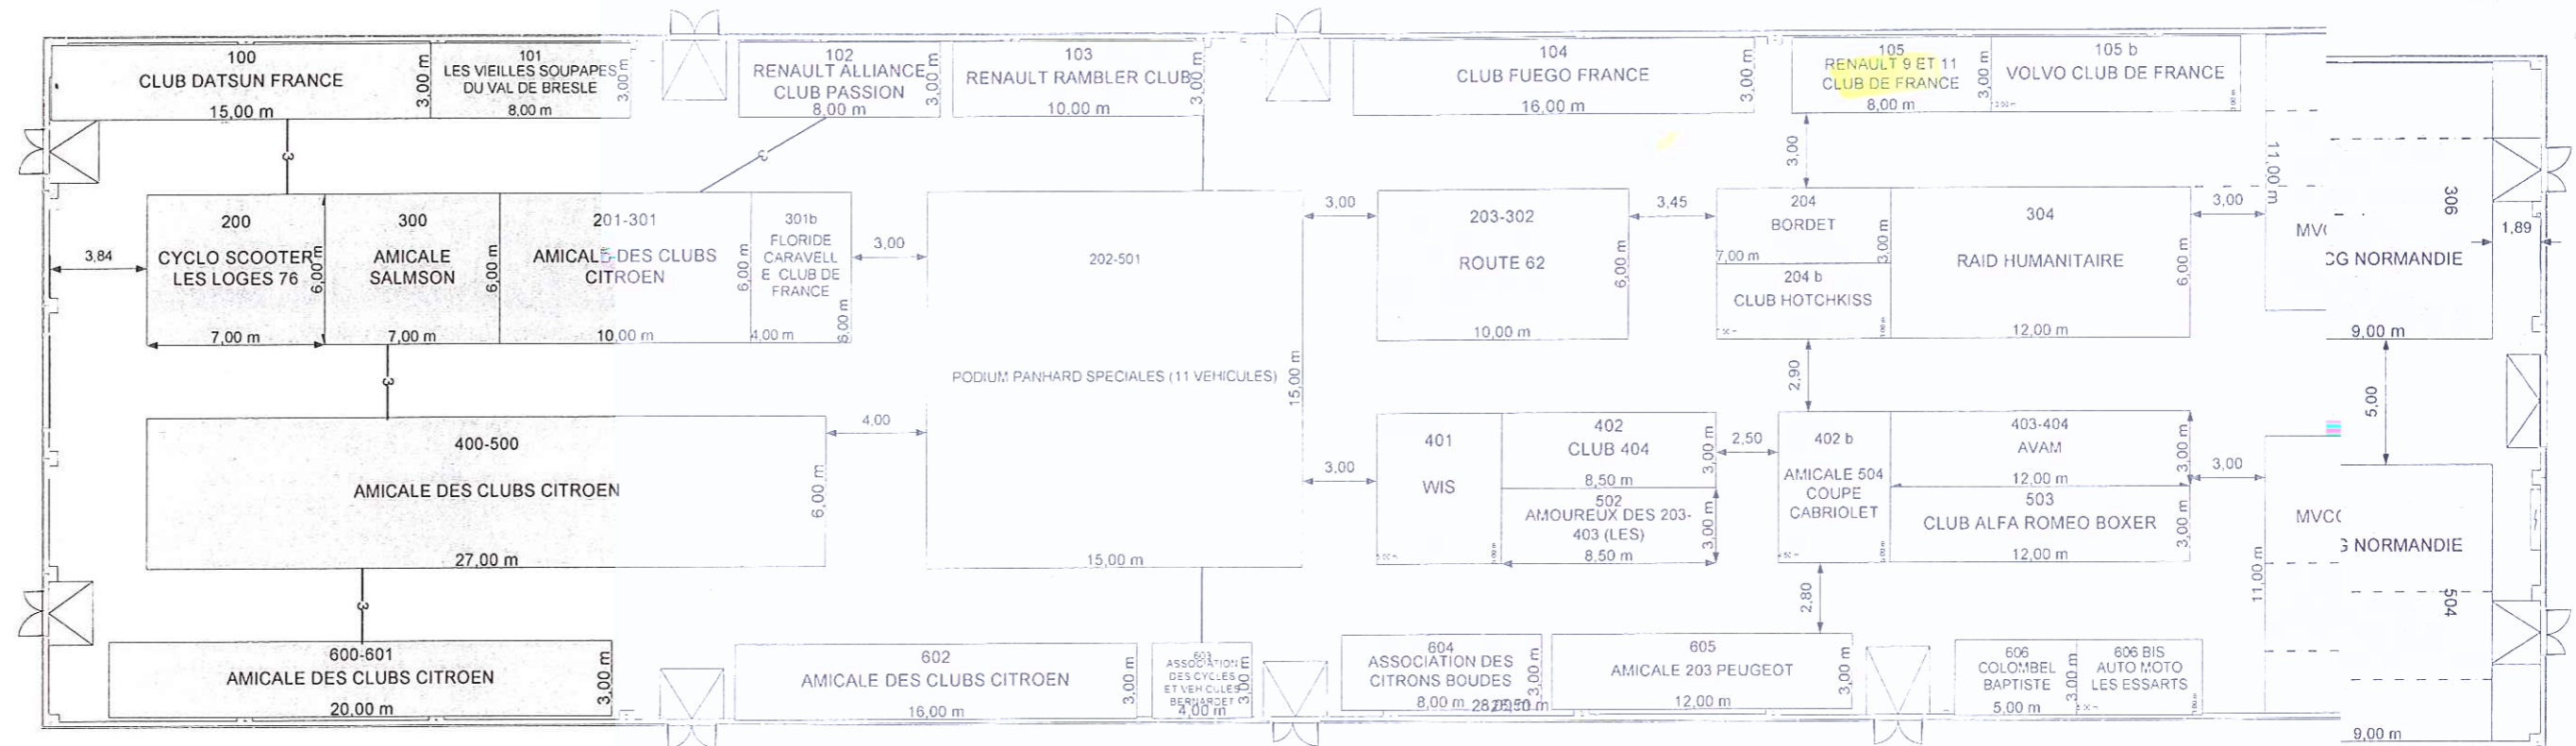 100
CLUB DATSUN FRANCE
15,00 m
3,00 m
101
LES VIEILLES SOUPAPES
DU VAL DE BRESLE
8,00 m
3,00 m
102
RENAULT ALLIANCE
CLUB PASSION
8,00 m
3,00 m
103
RENAULT RAMBLER CLUB
10,00 m
3,00 m
104
CLUB FUEGO FRANCE
16,00 m
3,00 m
105
RENAULT 9 ET 11
CLUB DE FRANCE
8,00 m
3,00 m
105 b
VOLVO CLUB DE FRANCE
3
3
3,00
11,00 m
3,84
200
CYCLO SCOOTER
LES LOGES 76
7,00 m
6,00 m
300
AMICALE
SALMSON
7,00 m
6,00 m
201-301
AMICALE DES CLUBS
CITROEN
10,00 m
6,00 m
301b
FLORIDE
CARAVELL
E CLUB DE
FRANCE
4,00 m
6,00 m
3,00
202-501
PODIUM PANHARD SPECIALES (11 VEHICULES)
15,00 m
15,00 m
3,00
203-302
ROUTE 62
10,00 m
6,00 m
3,45
204
BORDET
7,00 m
3,00 m
204 b
CLUB HOTCHKISS
304
RAID HUMANITAIRE
12,00 m
6,00 m
3,00
306
MV
CG NORMANDIE
9,00 m
1,89
3
2,90
5,00
400-500
AMICALE DES CLUBS CITROEN
27,00 m
6,00 m
4,00
3,00
401
WIS
402
CLUB 404
8,50 m
3,00 m
502
AMOUREUX DES 203-
403 (LES)
8,50 m
3,00 m
2,50
402 b
AMICALE 504
COUPE
CABRIOLET
403-404
AVAM
12,00 m
3,00 m
503
CLUB ALFA ROMEO BOXER
12,00 m
3,00 m
3,00
MVC
G NORMANDIE
504
11,00 m
9,00 m
3
2,80
600-601
AMICALE DES CLUBS CITROEN
20,00 m
3,00 m
602
AMICALE DES CLUBS CITROEN
16,00 m
3,00 m
603
ASSOCIATION
DES CYCLES
ET VEHICULES
BERNARDET
4,00 m
3,00 m
604
ASSOCIATION DES
CITRONS BOUDES
8,00 m
3,00 m
605
AMICALE 203 PEUGEOT
12,00 m
3,00 m
606
COLOMBEL
BAPTISTE
5,00 m
3,00 m
606 BIS
AUTO MOTO
LES ESSARTS